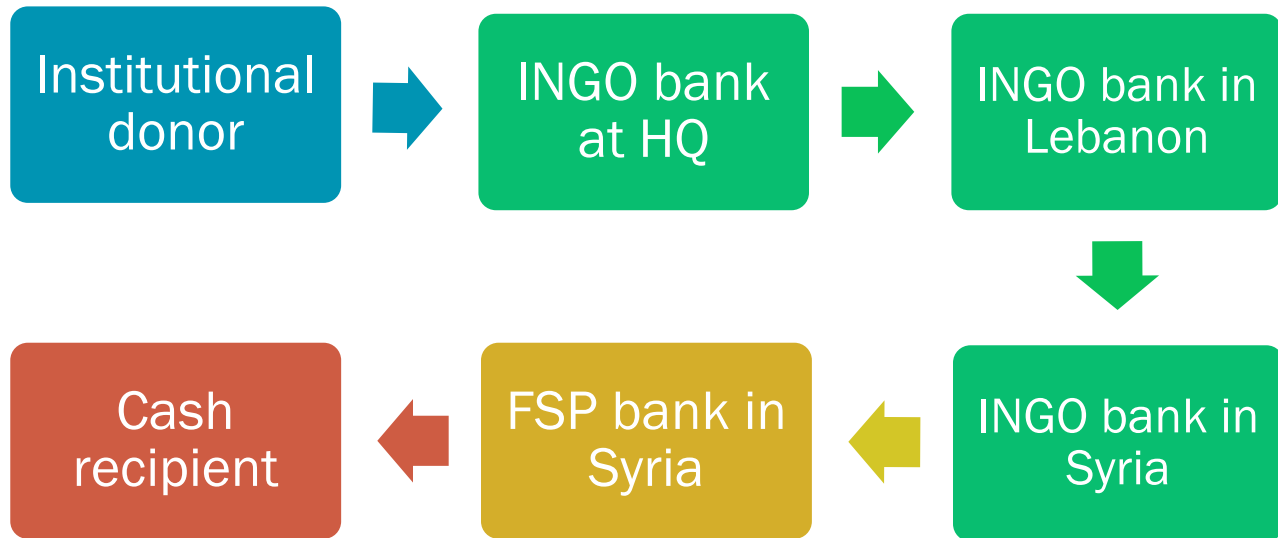 Institutional
donor
INGO bank
at HQ
INGO bank in
Lebanon
INGO bank in
Syria
FSP bank in
Syria
Cash
recipient